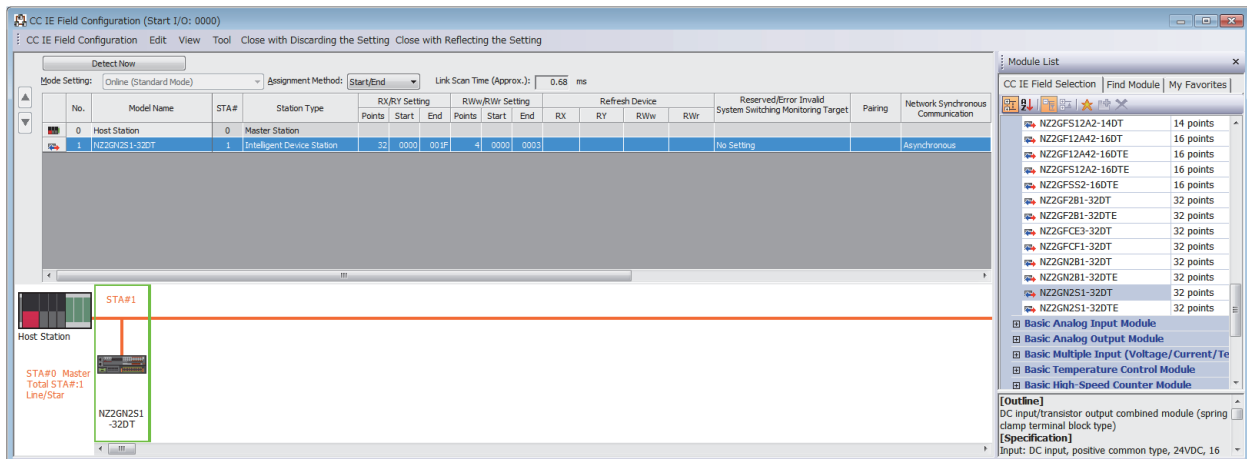 CC IE Field Configuration (Start I/O: 0000)
CC IE Field Configuration Edit View Tool Close with Discarding the Setting Close with Reflecting the Setting
Detect Now
Mode Setting: Online (Standard Mode) Assignment Method: Start/End Link Scan Time (Approx.): 0.68 ms
No. Model Name STA# Station Type RX/RY Setting RWw/RWr Setting Refresh Device Reserved/Error Invalid System Switching Monitoring Target Pairing Network Synchronous Communication
Points Start End Points Start End RX RY RWw RWr
0 Host Station 0 Master Station
1 NZ2GN2S1-32DT 1 Intelligent Device Station 32 0000 001F 4 0000 0003 No Setting Asynchronous
STA#1
Host Station
STA#0 Master
Total STA#:1
Line/Star
NZ2GN2S1
-32DT
Module List
CC IE Field Selection Find Module My Favorites
NZ2GFS12A2-14DT 14 points
NZ2GF12A42-16DT 16 points
NZ2GF12A42-16DTE 16 points
NZ2GFS12A2-16DTE 16 points
NZ2GFSS2-16DTE 16 points
NZ2GF2B1-32DT 32 points
NZ2GF2B1-32DTE 32 points
NZ2GFCE3-32DT 32 points
NZ2GFCF1-32DT 32 points
NZ2GN2B1-32DT 32 points
NZ2GN2B1-32DTE 32 points
NZ2GN2S1-32DT 32 points
NZ2GN2S1-32DTE 32 points
Basic Analog Input Module
Basic Analog Output Module
Basic Multiple Input (Voltage/Current/Te
Basic Temperature Control Module
Basic High-Speed Counter Module
[Outline]
DC input/transistor output combined module (spring
clamp terminal block type)
[Specification]
Input: DC input, positive common type, 24VDC, 16